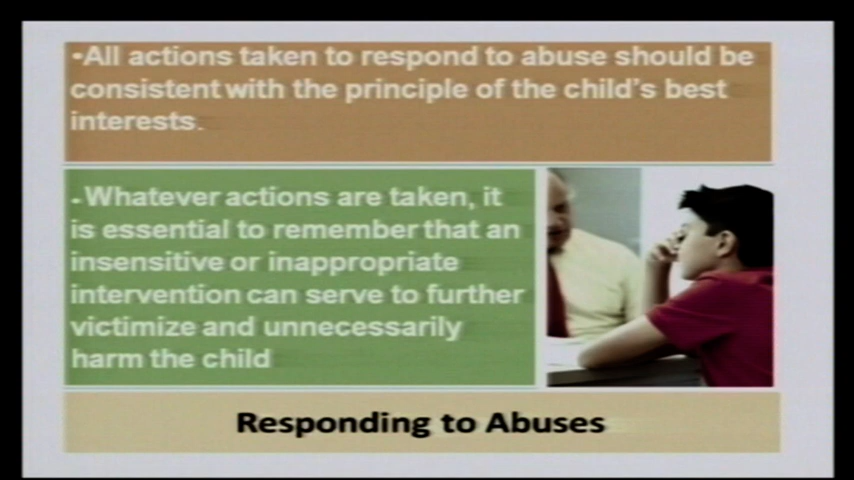 •All actions taken to respond to abuse should be
consistent with the principle of the child's best
interests.
- Whatever actions are taken, it
is essential to remember that an
insensitive or inappropriate
intervention can serve to further
victimize and unnecessarily
harm the child
Responding to Abuses